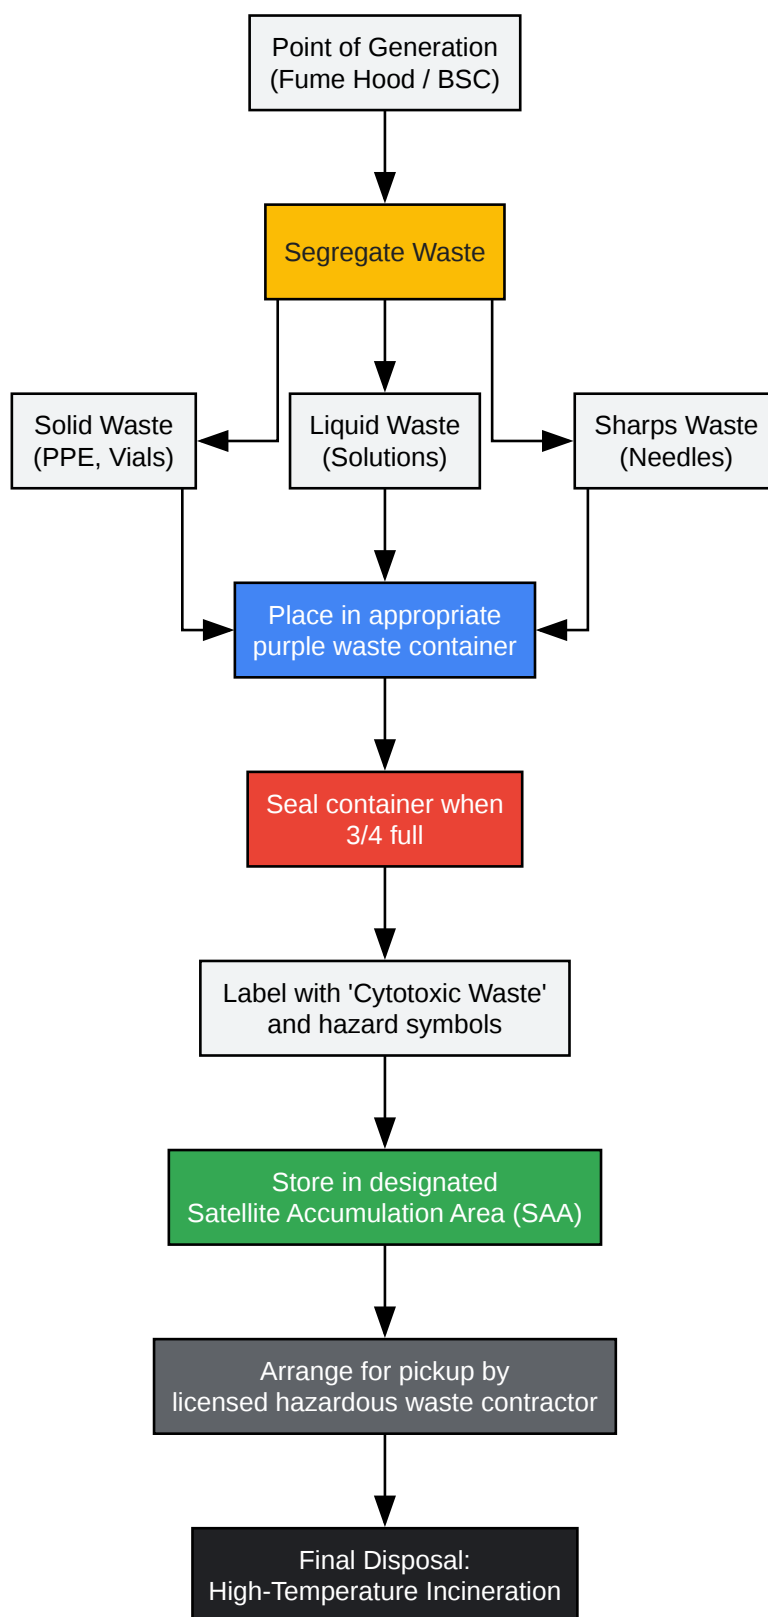 Point of Generation
(Fume Hood / BSC)
Segregate Waste
Solid Waste
(PPE, Vials)
Liquid Waste
(Solutions)
Sharps Waste
(Needles)
Place in appropriate
purple waste container
Seal container when
3/4 full
Label with 'Cytotoxic Waste'
and hazard symbols
Store in designated
Satellite Accumulation Area (SAA)
Arrange for pickup by
licensed hazardous waste contractor
Final Disposal:
High-Temperature Incineration